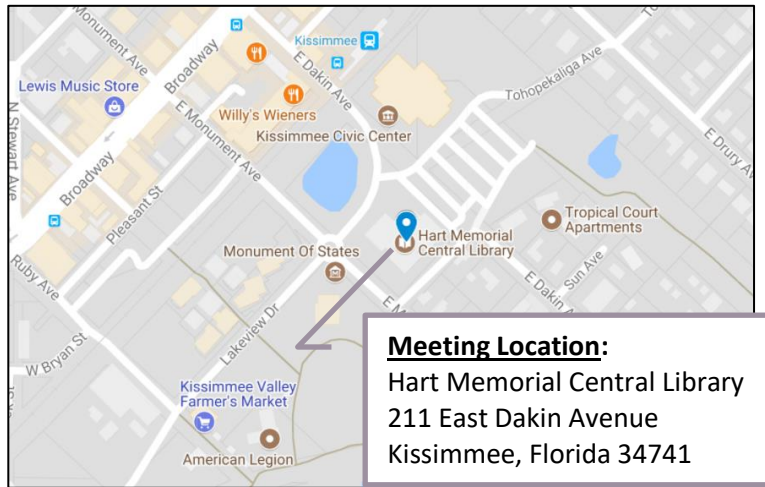 Monument Ave
Broadway
Kissimmee
E Dakin Ave
Lewis Music Store
Tohopekaliga Ave
To
N Stewart Ave
E Monument Ave
Willy's Wieners
Kissimmee Civic Center
E Drury Av
Broadway
Pleasant St
Tropical Court
Apartments
Hart Memorial
Central Library
Monument Of States
Ruby Ave
Sun Ave
E Dakin A
E M
Lakeview Dr
W Bryan St
Kissimmee Valley
Farmer's Market
American Legion
Meeting Location:
Hart Memorial Central Library
211 East Dakin Avenue
Kissimmee, Florida 34741